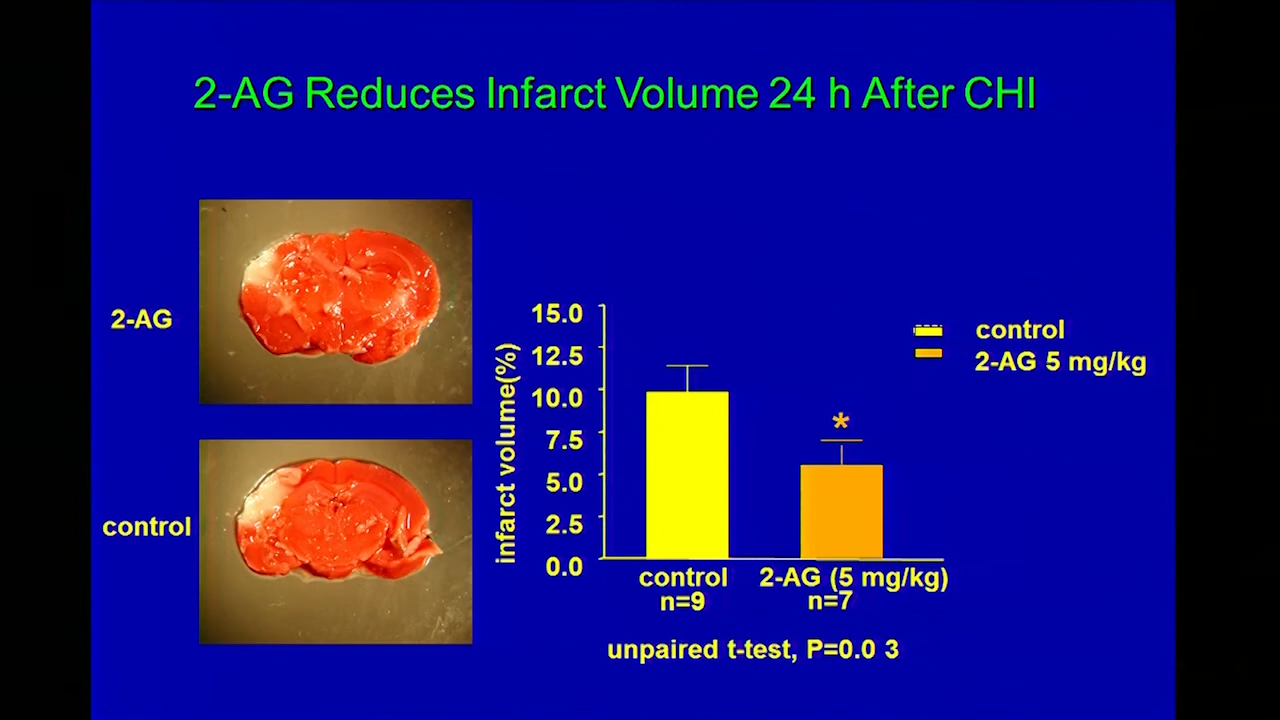 2-AG Reduces Infarct Volume 24 h After CHI
2-AG
control
infarct volume(%)
15.0
12.5
10.0
7.5
5.0
2.5
0.0
*
control
n=9
2-AG (5 mg/kg)
n=7
control
2-AG 5 mg/kg
unpaired t-test, P=0.0 3